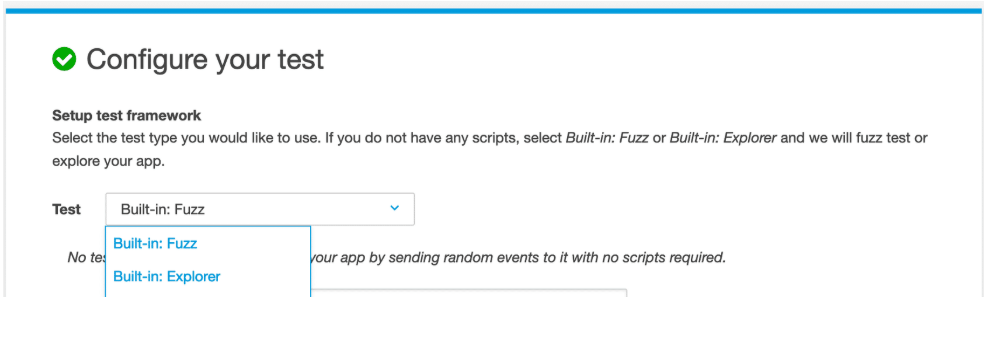 Configure your test
Setup test framework
Select the test type you would like to use. If you do not have any scripts, select Built-in: Fuzz or Built-in: Explorer and we will fuzz test or
explore your app.
Test Built-in: Fuzz
Built-in: Fuzz
No your app by sending random events to it with no scripts required.
Built-in: Explorer